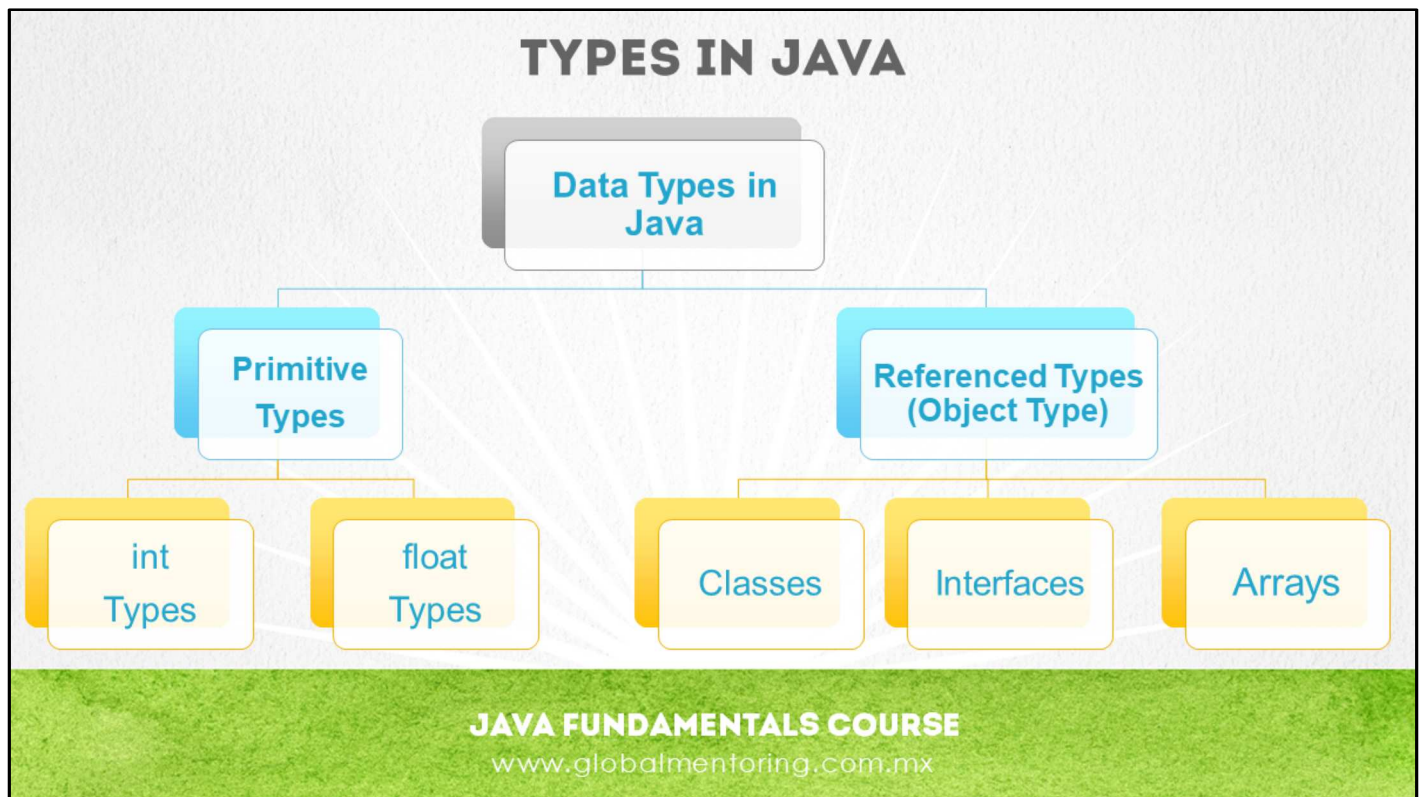 TYPES IN JAVA
Data Types in
Java
Primitive
Types
Referenced Types
(Object Type)
int
Types
float
Types
Classes
Interfaces
Arrays
JAVA FUNDAMENTALS COURSE
www.globalmentoring.com.mx